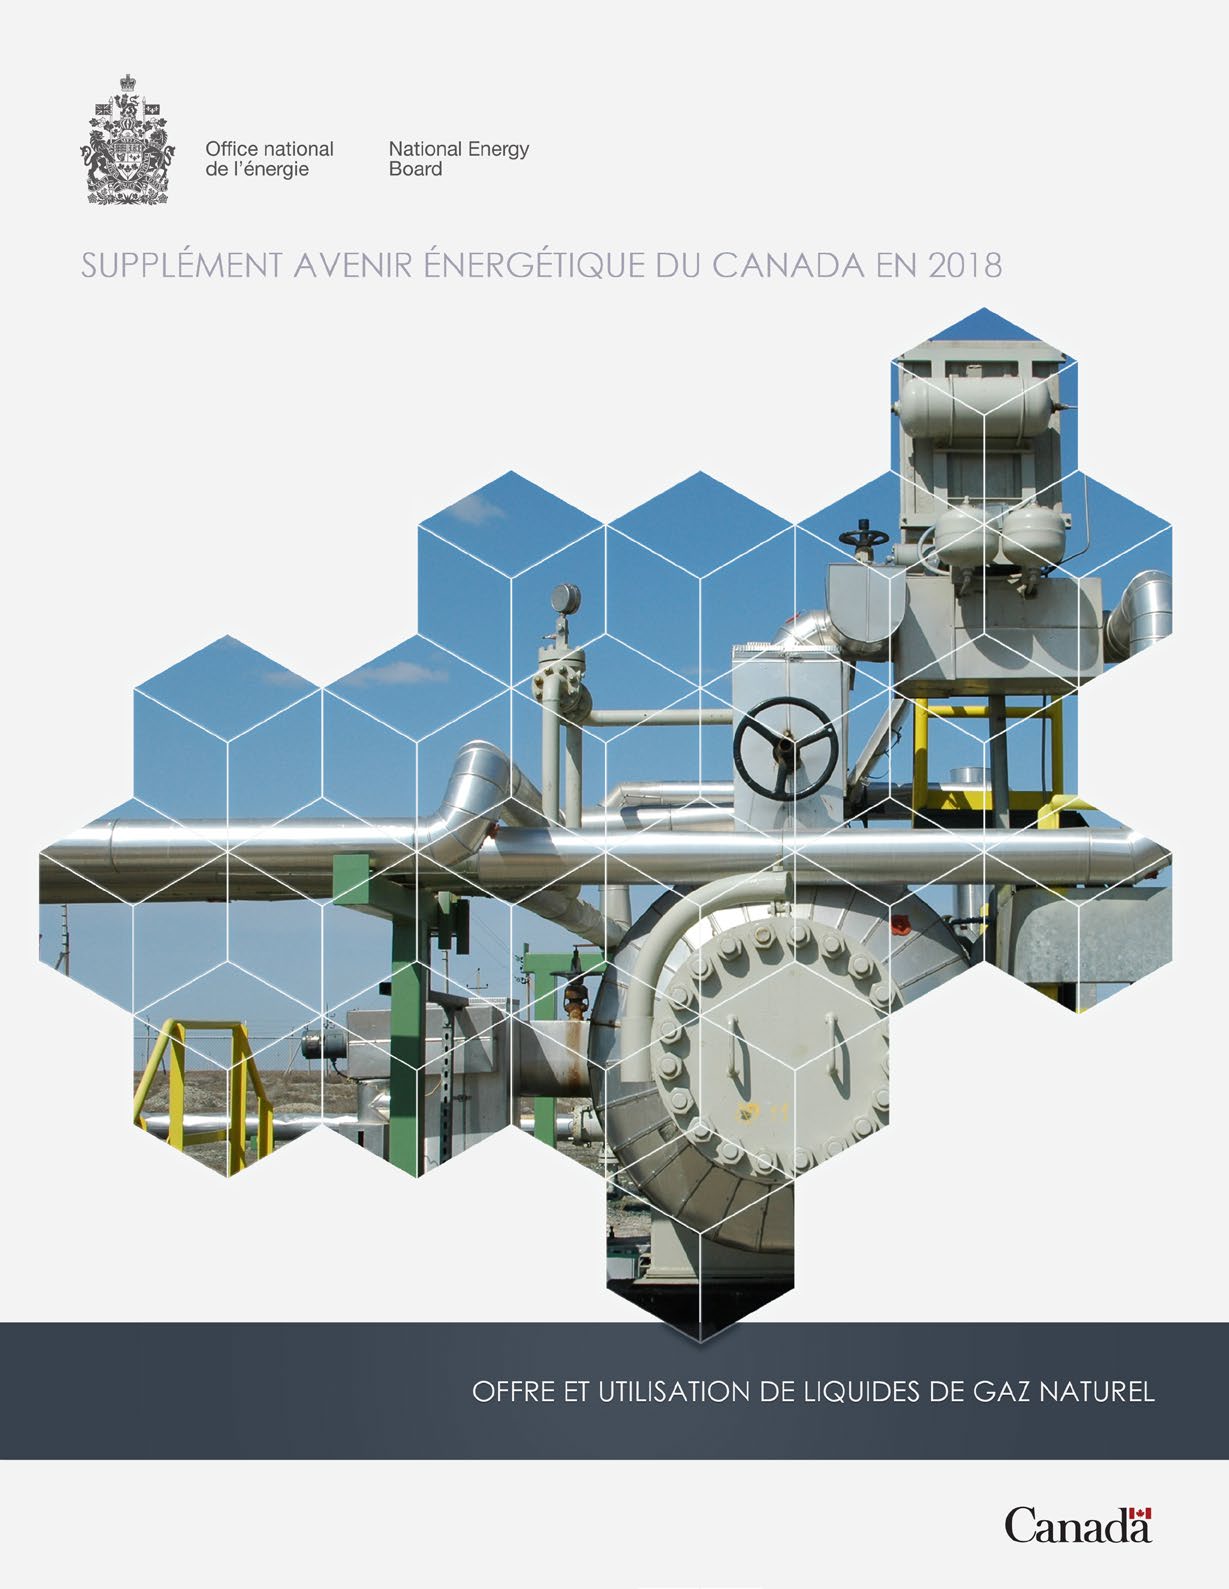 Office national
de l'énergie
National Energy
Board
SUPPLÉMENT AVENIR ÉNERGÉTIQUE DU CANADA EN 2018
OFFRE ET UTILISATION DE LIQUIDES DE GAZ NATUREL
Canada